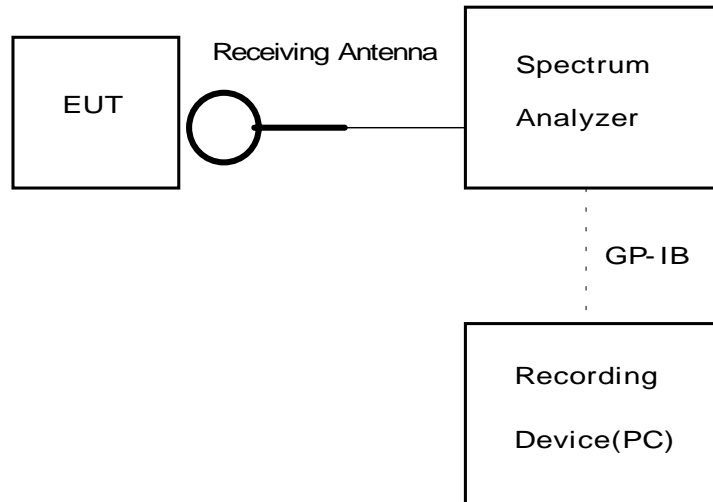 Receiving Antenna
EUT
Spectrum
Analyzer
GP-IB
Recording
Device(PC)